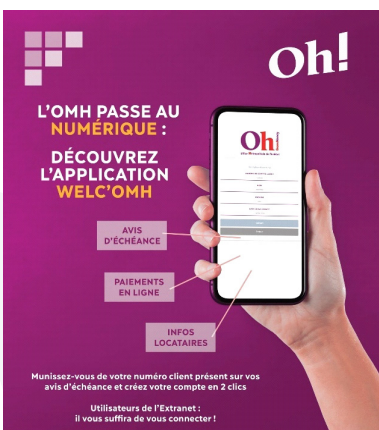 Oh!
L'OMH PASSE AU
NUMÉRIQUE :
DÉCOUVREZ
L'APPLICATION
WELC'OMH
Oh!
AVIS
D'ÉCHÉANCE
PAIEMENTS
EN LIGNE
INFOS
LOCATAIRES
Munissez-vous de votre numéro client présent sur vos
avis d'échéance et créez votre compte en 2 clics
Utilisateurs de l'Extranet :
il vous suffira de vous connecter !